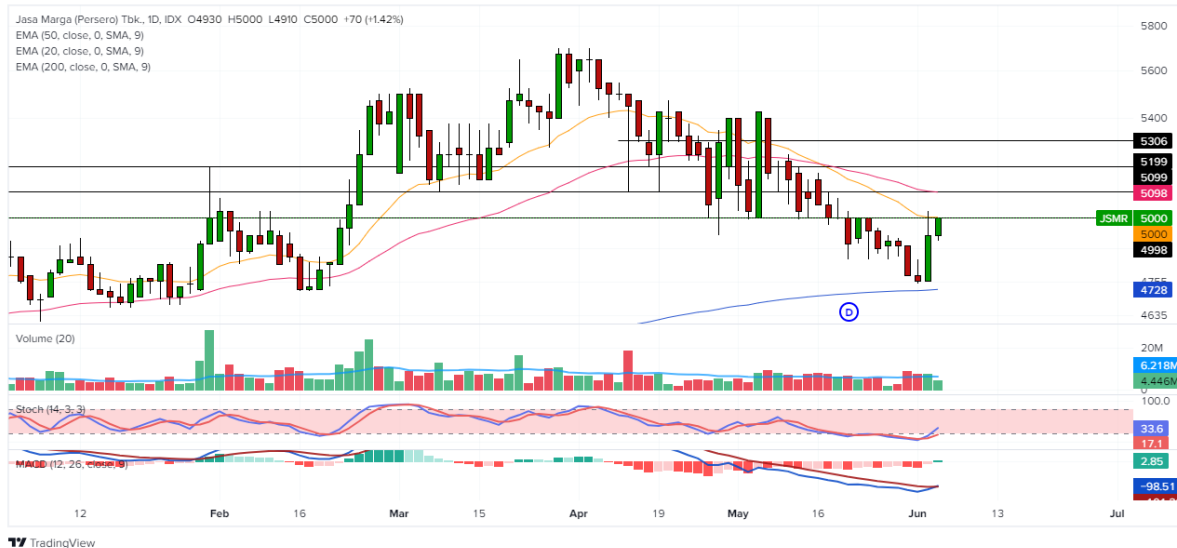 Jasa Marga (Persero) Tbk., 1D, IDX O4930 H5000 L4910 C5000 +70 (+1.42%)
EMA (50, close, 0, SMA, 9)
EMA (20, close, 0, SMA, 9)
EMA (200, close, 0, SMA, 9)
5800
5600
5400
5306
5199
5099
5098
JSMR 5000
5000
4998
4755
4728
4635
D
Volume (20)
20M
6.218M
4.446M
Stoch (14, 3, 3)
100.0
33.6
17.1
MACD (12, 26, close, 9)
2.85
−98.51
12 Feb 16 Mar 15 Apr 19 May 16 Jun 13 Jul
TradingView